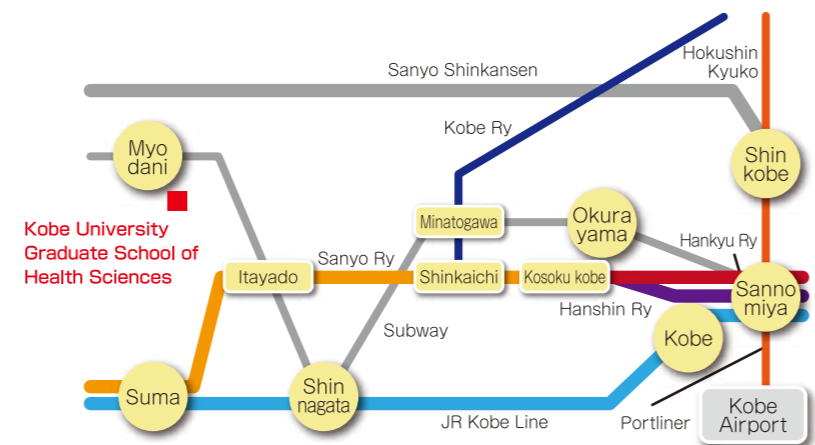 Hokushin
Kyuko
Sanyo Shinkansen
Kobe Ry
Myo
dani
Shin
kobe
Kobe University
Graduate School of
Health Sciences
Minatogawa
Okura
yama
Hankyu Ry
Sanyo Ry
Itayado
Shinkaichi
Kosoku kobe
Sanno
miya
Hanshin Ry
Subway
Kobe
Suma
Shin
nagata
JR Kobe Line
Portliner
Kobe
Airport